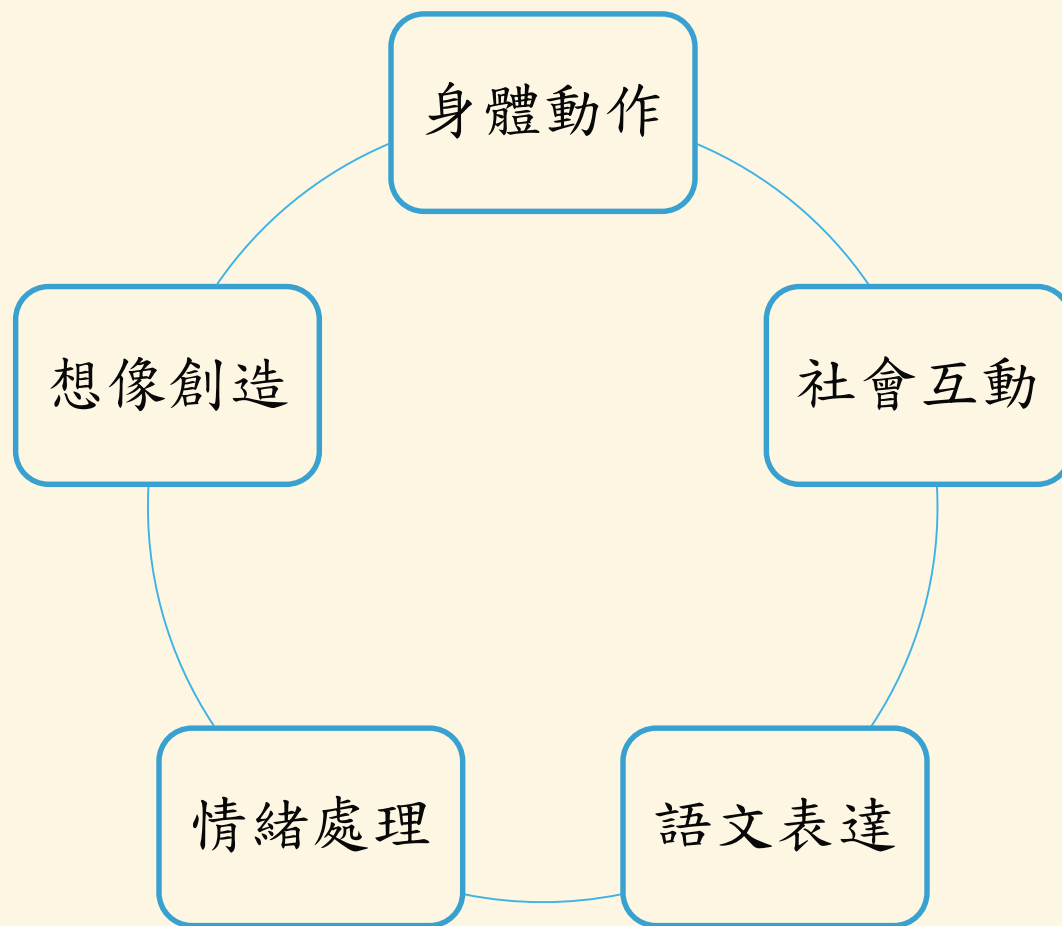 身體動作
想像創造
社會互動
情緒處理
語文表達